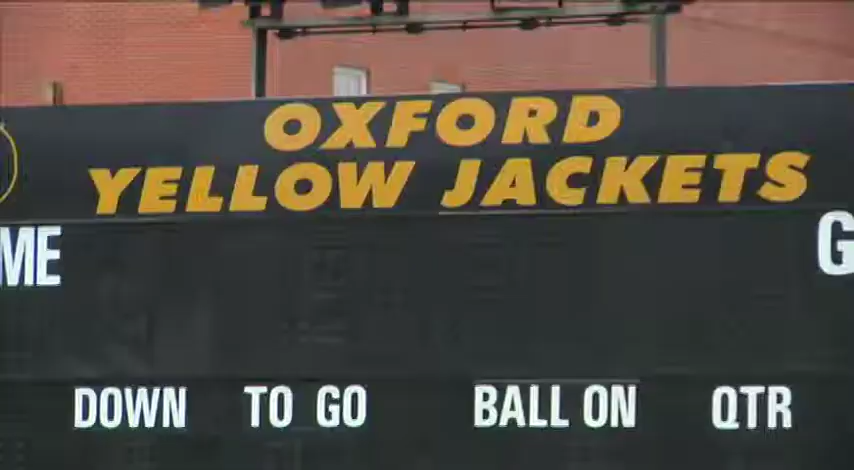 OXFORD
YELLOW JACKETS
ME G
DOWN TO GO BALL ON QTR